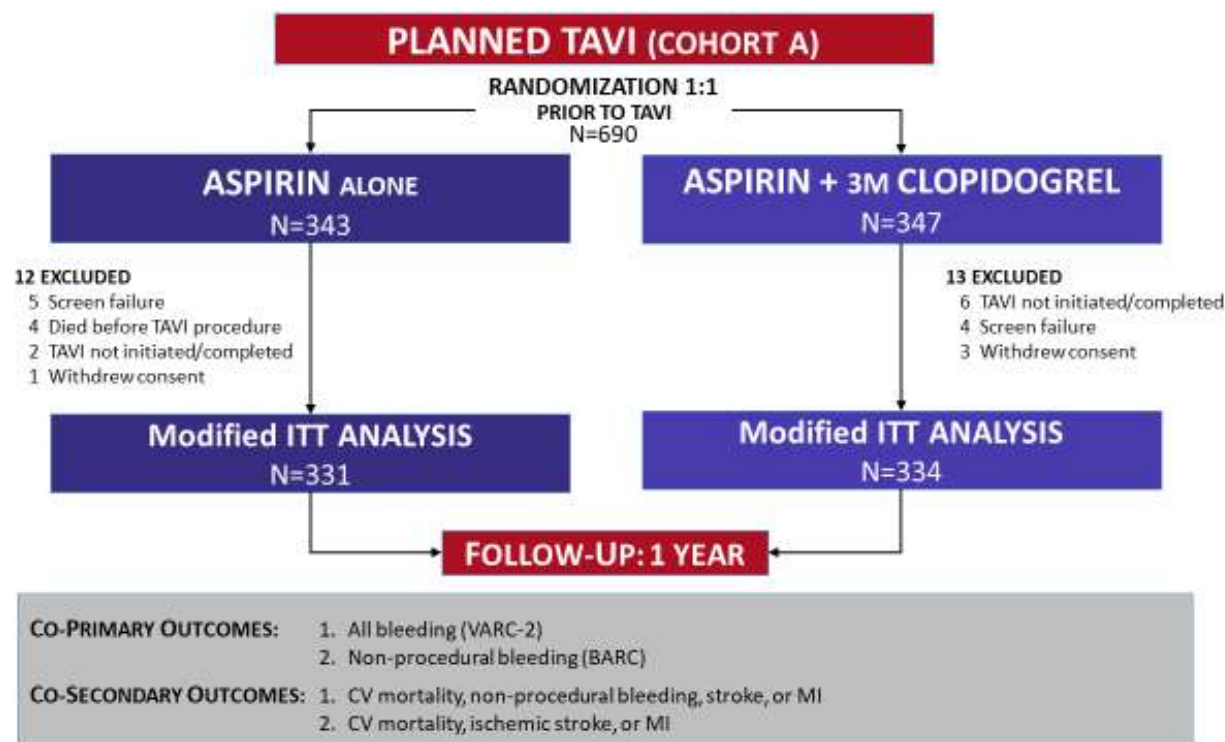 PLANNED TAVI (COHORT A)
RANDOMIZATION 1:1
PRIOR TO TAVI
N=690
ASPIRIN ALONE
N=343
ASPIRIN + 3M CLOPIDOGREL
N=347
12 EXCLUDED
5 Screen failure
4 Died before TAVI procedure
2 TAVI not initiated/completed
1 Withdrew consent
13 EXCLUDED
6 TAVI not initiated/completed
4 Screen failure
3 Withdrew consent
Modified ITT ANALYSIS
N=331
Modified ITT ANALYSIS
N=334
FOLLOW-UP: 1 YEAR
CO-PRIMARY OUTCOMES: 1. All bleeding (VARC-2)
2. Non-procedural bleeding (BARC)
CO-SECONDARY OUTCOMES: 1. CV mortality, non-procedural bleeding, stroke, or MI
2. CV mortality, ischemic stroke, or MI